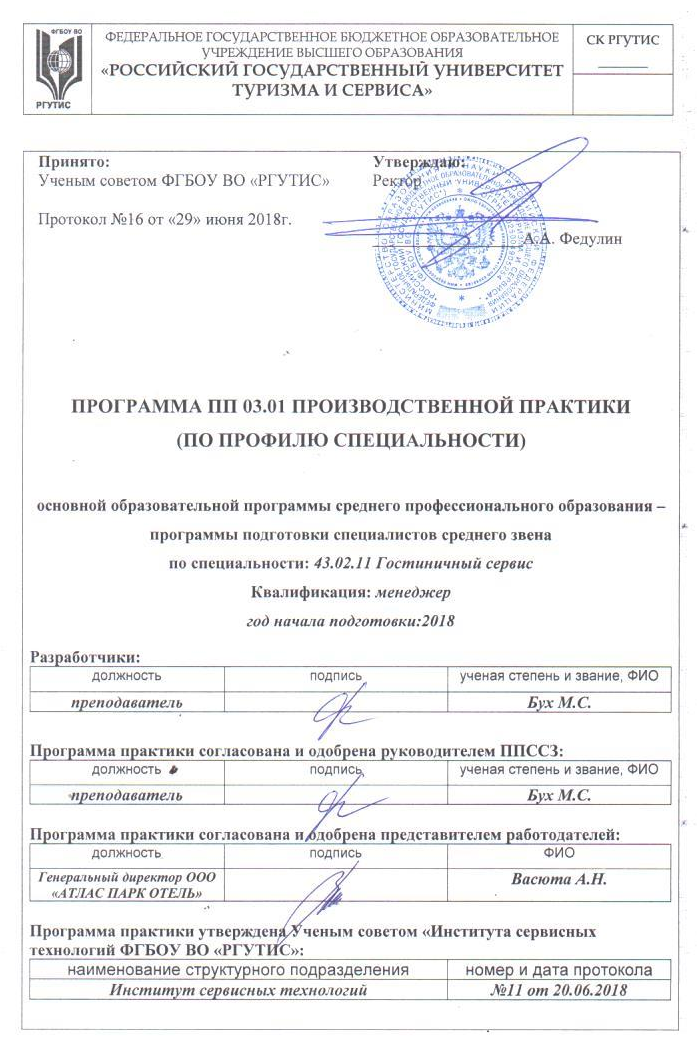 ФГБОУ ВО
РГУТИС
ФЕДЕРАЛЬНОЕ ГОСУДАРСТВЕННОЕ БЮДЖЕТНОЕ ОБРАЗОВАТЕЛЬНОЕ
УЧРЕЖДЕНИЕ ВЫСШЕГО ОБРАЗОВАНИЯ
«РОССИЙСКИЙ ГОСУДАРСТВЕННЫЙ УНИВЕРСИТЕТ
ТУРИЗМА И СЕРВИСА»
СК РГУТИС
Принято:
Ученым советом ФГБОУ ВО «РГУТИС»
Протокол №16 от «29» июня 2018г.
Утверждаю:
Ректор
А.А. Федулин
ПРОГРАММА ПП 03.01 ПРОИЗВОДСТВЕННОЙ ПРАКТИКИ
(ПО ПРОФИЛЮ СПЕЦИАЛЬНОСТИ)
основной образовательной программы среднего профессионального образования –
программы подготовки специалистов среднего звена
по специальности: 43.02.11 Гостиничный сервис
Квалификация: менеджер
год начала подготовки:2018
Разработчики:
должность подпись ученая степень и звание, ФИО
преподаватель Бух М.С.
Программа практики согласована и одобрена руководителем ППССЗ:
должность подпись ученая степень и звание, ФИО
преподаватель Бух М.С.
Программа практики согласована и одобрена представителем работодателей:
должность подпись ФИО
Генеральный директор ООО
«АТЛАС ПАРК ОТЕЛЬ»
Васюта А.Н.
Программа практики утверждена Ученым советом «Института сервисных
технологий ФГБОУ ВО «РГУТИС»:
наименование структурного подразделения номер и дата протокола
Институт сервисных технологий №11 от 20.06.2018